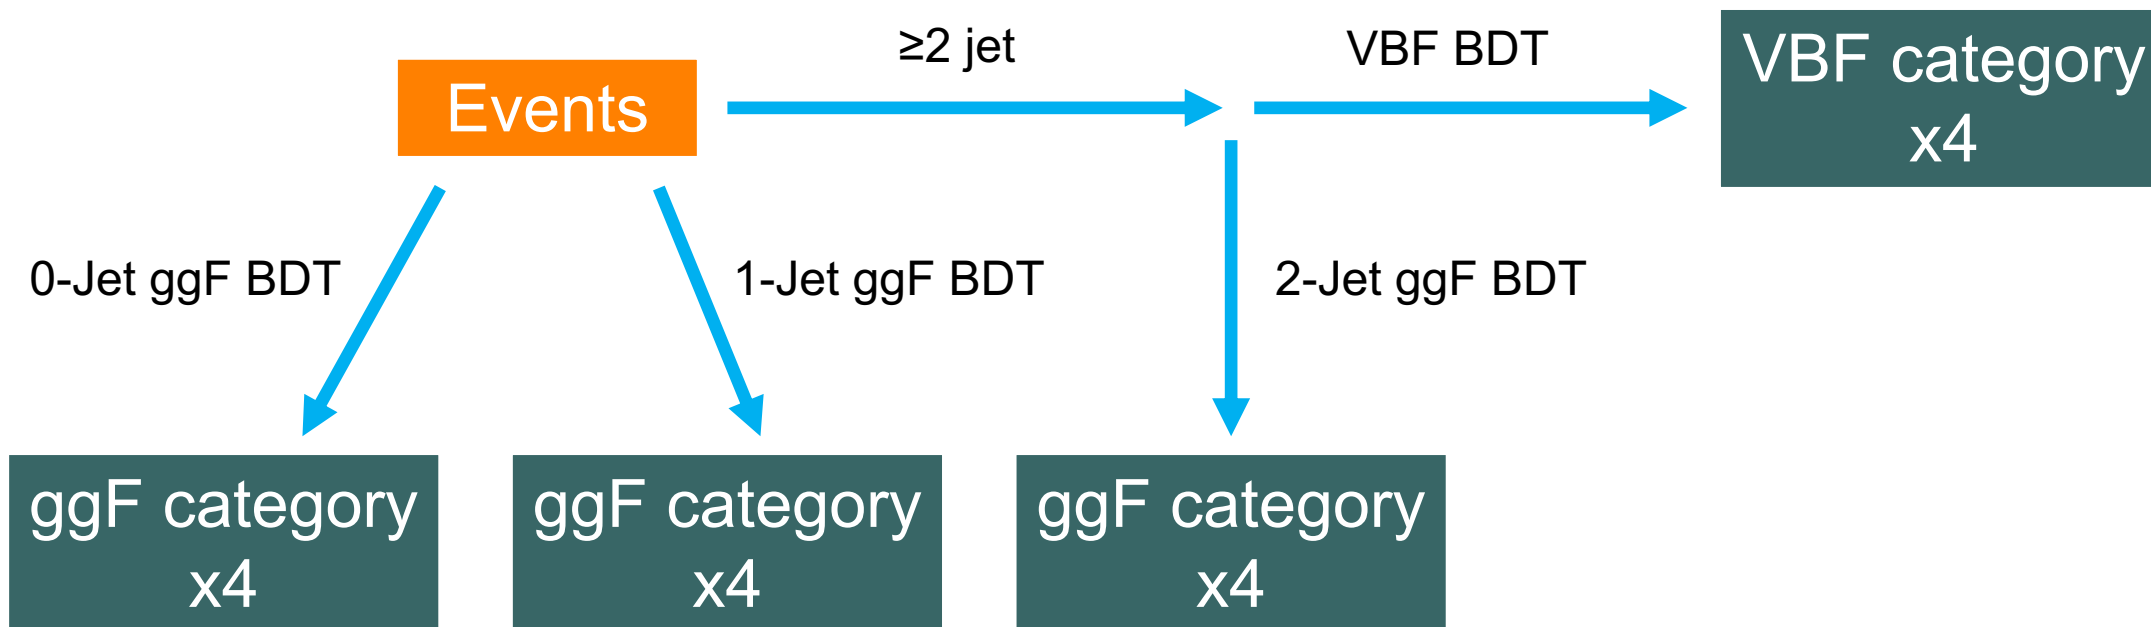 ≥2 jet
VBF BDT
VBF category
x4
Events
0-Jet ggF BDT
1-Jet ggF BDT
2-Jet ggF BDT
ggF category
x4
ggF category
x4
ggF category
x4